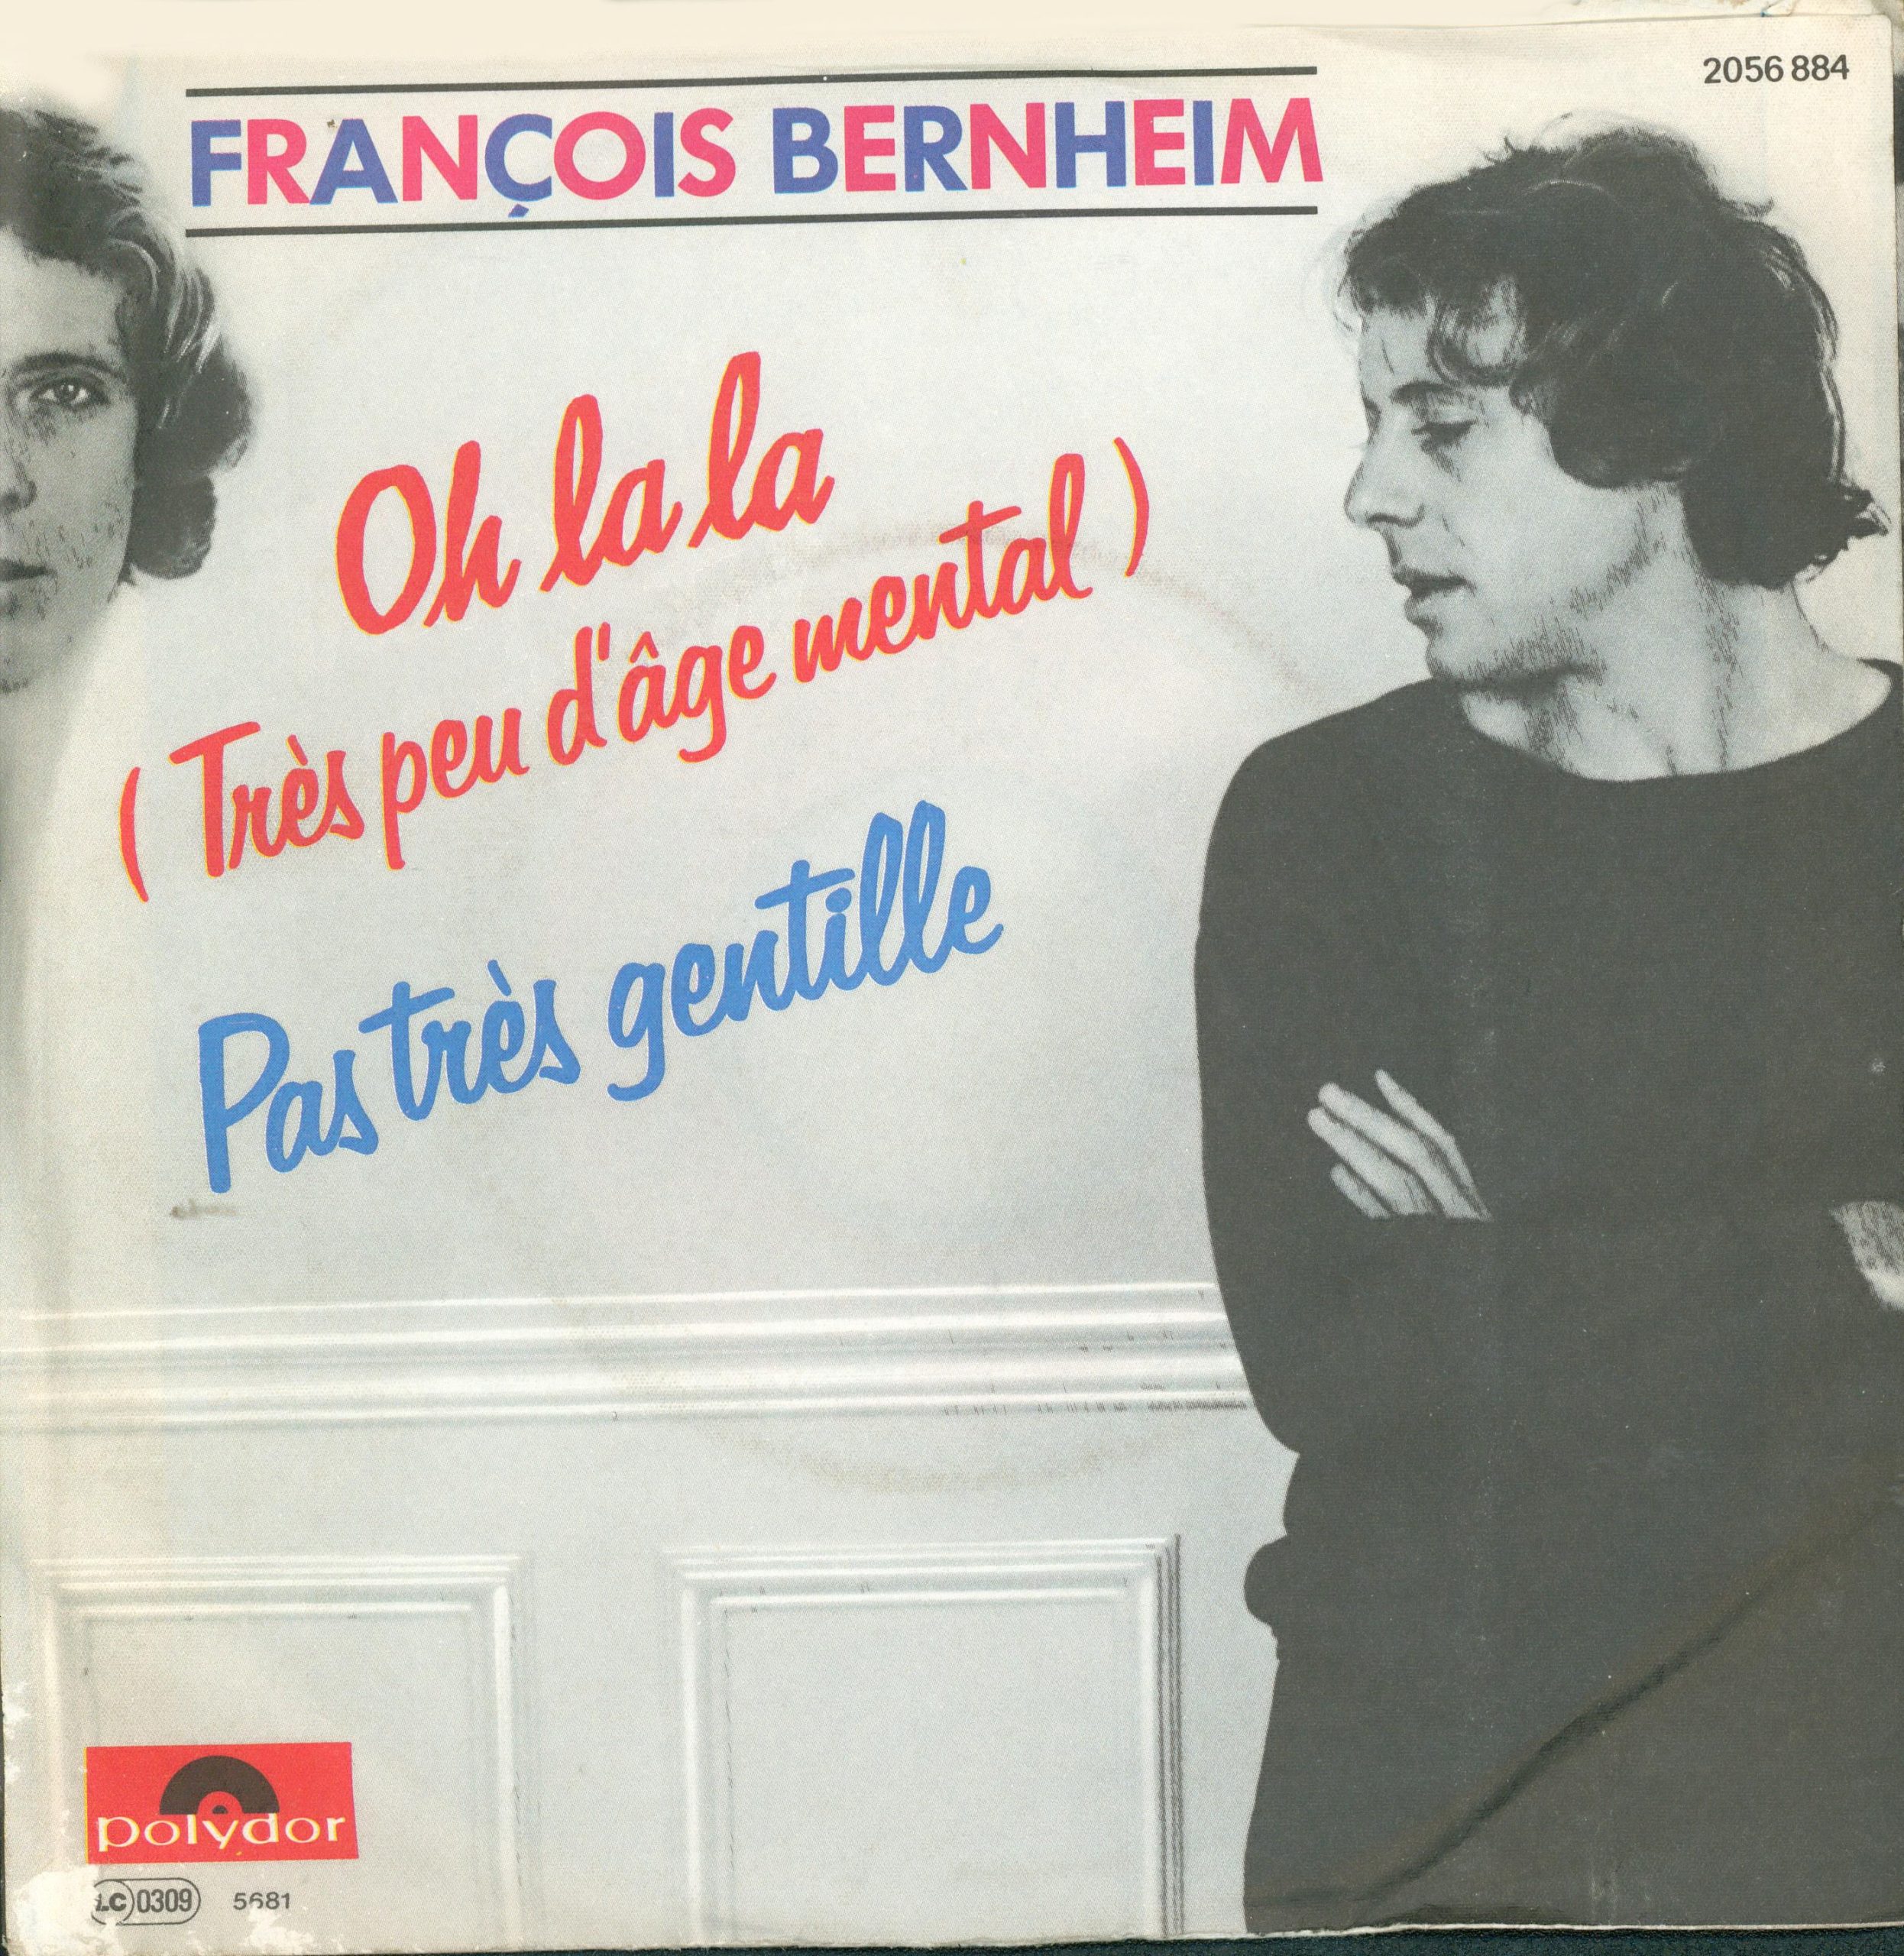 2056 884
FRANÇOIS BERNHEIM
Oh la la
(Très peu d'âge mental)
Pas très gentille
polydor
LC 0309 5681